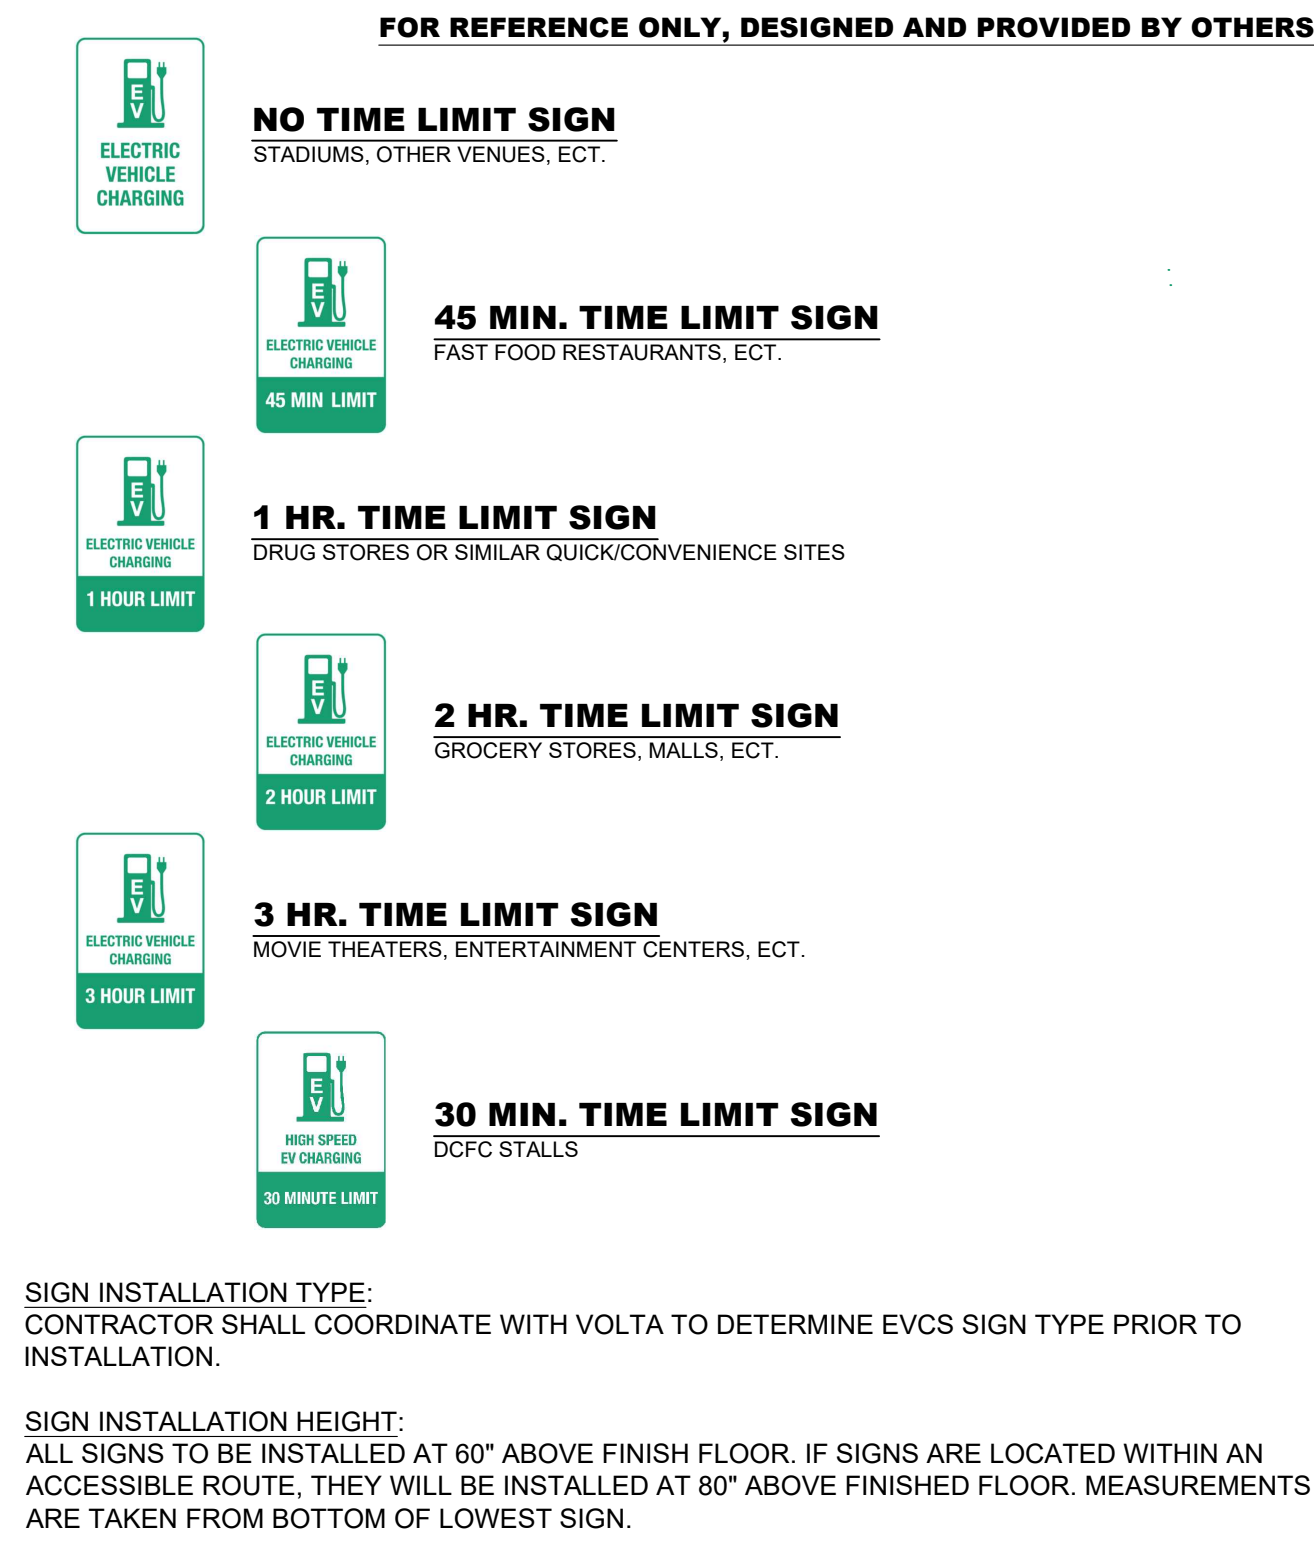 FOR REFERENCE ONLY, DESIGNED AND PROVIDED BY OTHERS
EV
ELECTRIC
VEHICLE
CHARGING
NO TIME LIMIT SIGN
STADIUMS, OTHER VENUES, ECT.
EV
ELECTRIC VEHICLE
CHARGING
45 MIN LIMIT
45 MIN. TIME LIMIT SIGN
FAST FOOD RESTAURANTS, ECT.
EV
ELECTRIC VEHICLE
CHARGING
1 HOUR LIMIT
1 HR. TIME LIMIT SIGN
DRUG STORES OR SIMILAR QUICK/CONVENIENCE SITES
EV
ELECTRIC VEHICLE
CHARGING
2 HOUR LIMIT
2 HR. TIME LIMIT SIGN
GROCERY STORES, MALLS, ECT.
EV
ELECTRIC VEHICLE
CHARGING
3 HOUR LIMIT
3 HR. TIME LIMIT SIGN
MOVIE THEATERS, ENTERTAINMENT CENTERS, ECT.
EV
HIGH SPEED
EV CHARGING
30 MINUTE LIMIT
30 MIN. TIME LIMIT SIGN
DCFC STALLS
SIGN INSTALLATION TYPE:
CONTRACTOR SHALL COORDINATE WITH VOLTA TO DETERMINE EVCS SIGN TYPE PRIOR TO
INSTALLATION.
SIGN INSTALLATION HEIGHT:
ALL SIGNS TO BE INSTALLED AT 60" ABOVE FINISH FLOOR. IF SIGNS ARE LOCATED WITHIN AN
ACCESSIBLE ROUTE, THEY WILL BE INSTALLED AT 80" ABOVE FINISHED FLOOR. MEASUREMENTS
ARE TAKEN FROM BOTTOM OF LOWEST SIGN.